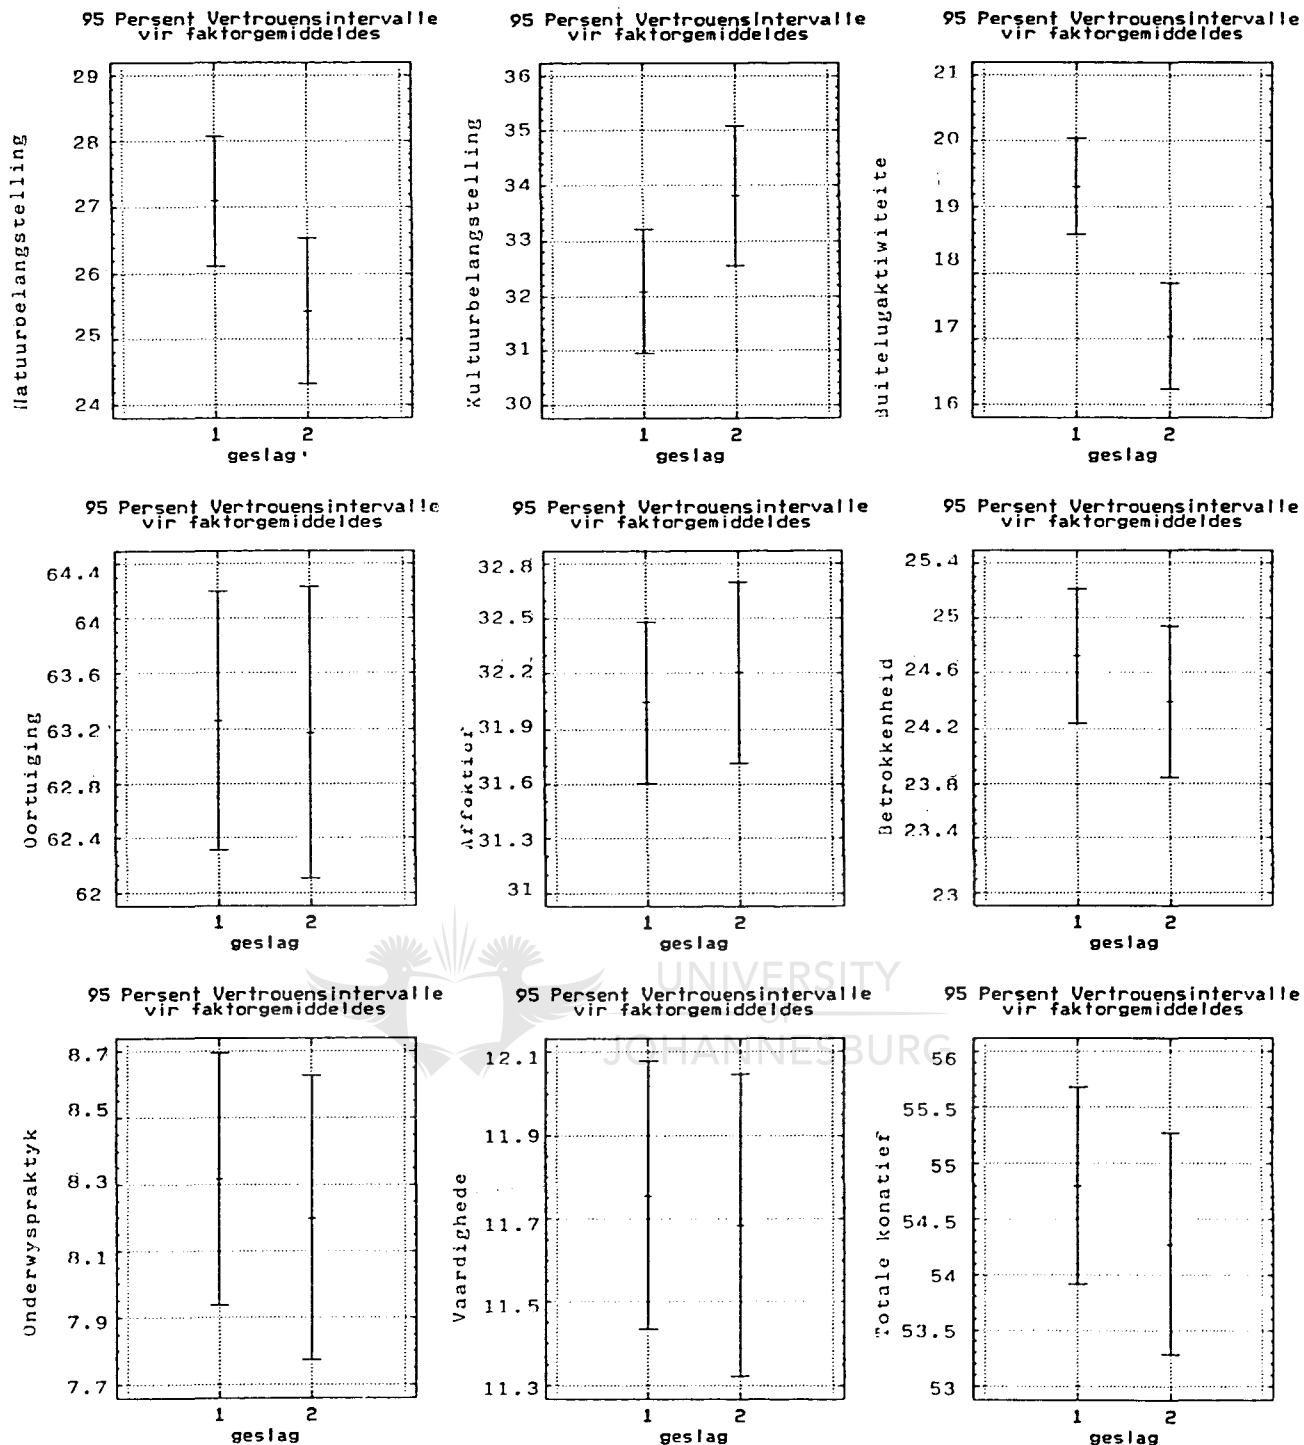 95 Persent Vertrouensintervalle
vir faktorgemiddeldes
95 Persent Vertrouensintervalle
vir faktorgemiddeldes
95 Persent Vertrouensintervalle
vir faktorgemiddeldes
Natuurbelangstelling
29
28
27
26
25
24
1 2
geslag
Kultuurbelangstelling
36
35
34
33
32
31
30
1 2
geslag
Buitelugaktiwiteite
21
20
19
18
17
16
1 2
geslag
95 Persent Vertrouensintervalle
vir faktorgemiddeldes
95 Persent Vertrouensintervalle
vir faktorgemiddeldes
95 Persent Vertrouensintervalle
vir faktorgemiddeldes
Oortuiging
64.4
64
63.6
63.2
62.8
62.4
62
1 2
geslag
32.8
32.5
32.2
31.9
31.6
31.3
31
1 2
geslag
Betrokkenheid
25.4
25
24.6
24.2
23.8
23.4
23
1 2
geslag
95 Persent Vertrouensintervalle
vir faktorgemiddeldes
95 Persent Vertrouensintervalle
vir faktorgemiddeldes
95 Persent Vertrouensintervalle
vir faktorgemiddeldes
UNIVERSITY
OF
JOHANNESBURG
Onderwyspraktyk
8.7
8.5
8.3
8.1
7.9
7.7
1 2
geslag
Vaardighede
12.1
11.9
11.7
11.5
11.3
1 2
geslag
Totale konatief
56
55.5
55
54.5
54
53.5
53
1 2
geslag